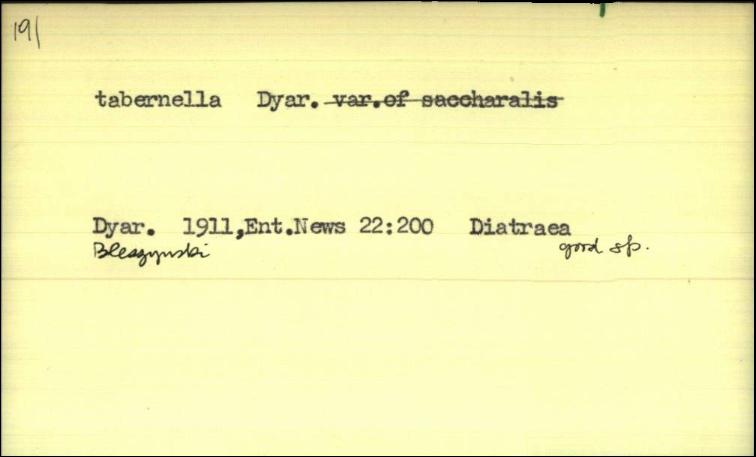 191
tabernella Dyar. var.of saccharalis
Dyar. 1911,Ent.News 22:200 Diatraea
Bleszynski good sp.